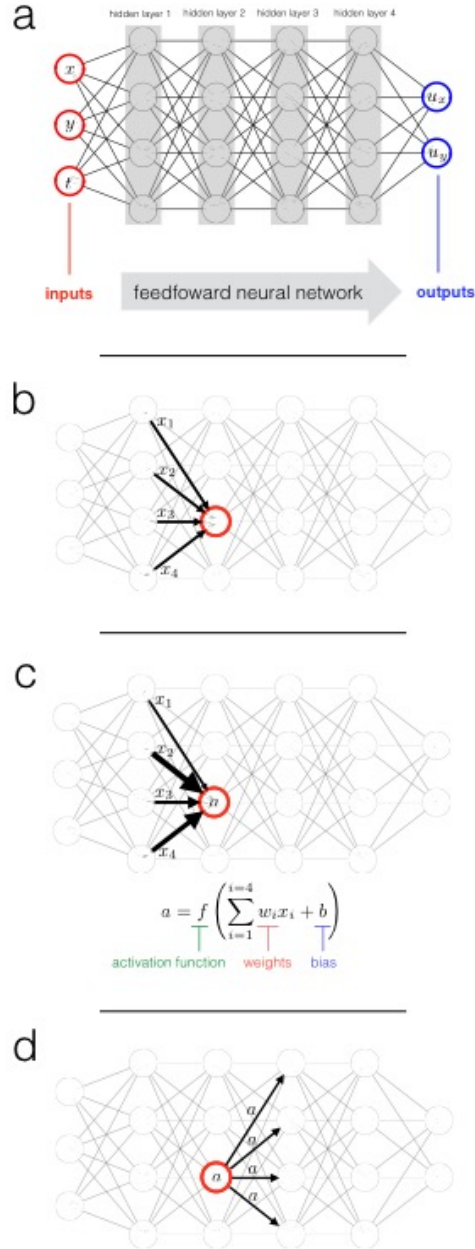 a
hidden layer 1 hidden layer 2 hidden layer 3 hidden layer 4
x
y
t
u_x
u_y
inputs
feedfoward neural network
outputs
b
x_1
x_2
x_3
x_4
c
x_1
x_2
x_3
x_4
a
a = f ( \sum_{i=1}^{i=4} w_i x_i + b )
activation function weights bias
d
a
a
a
a
a